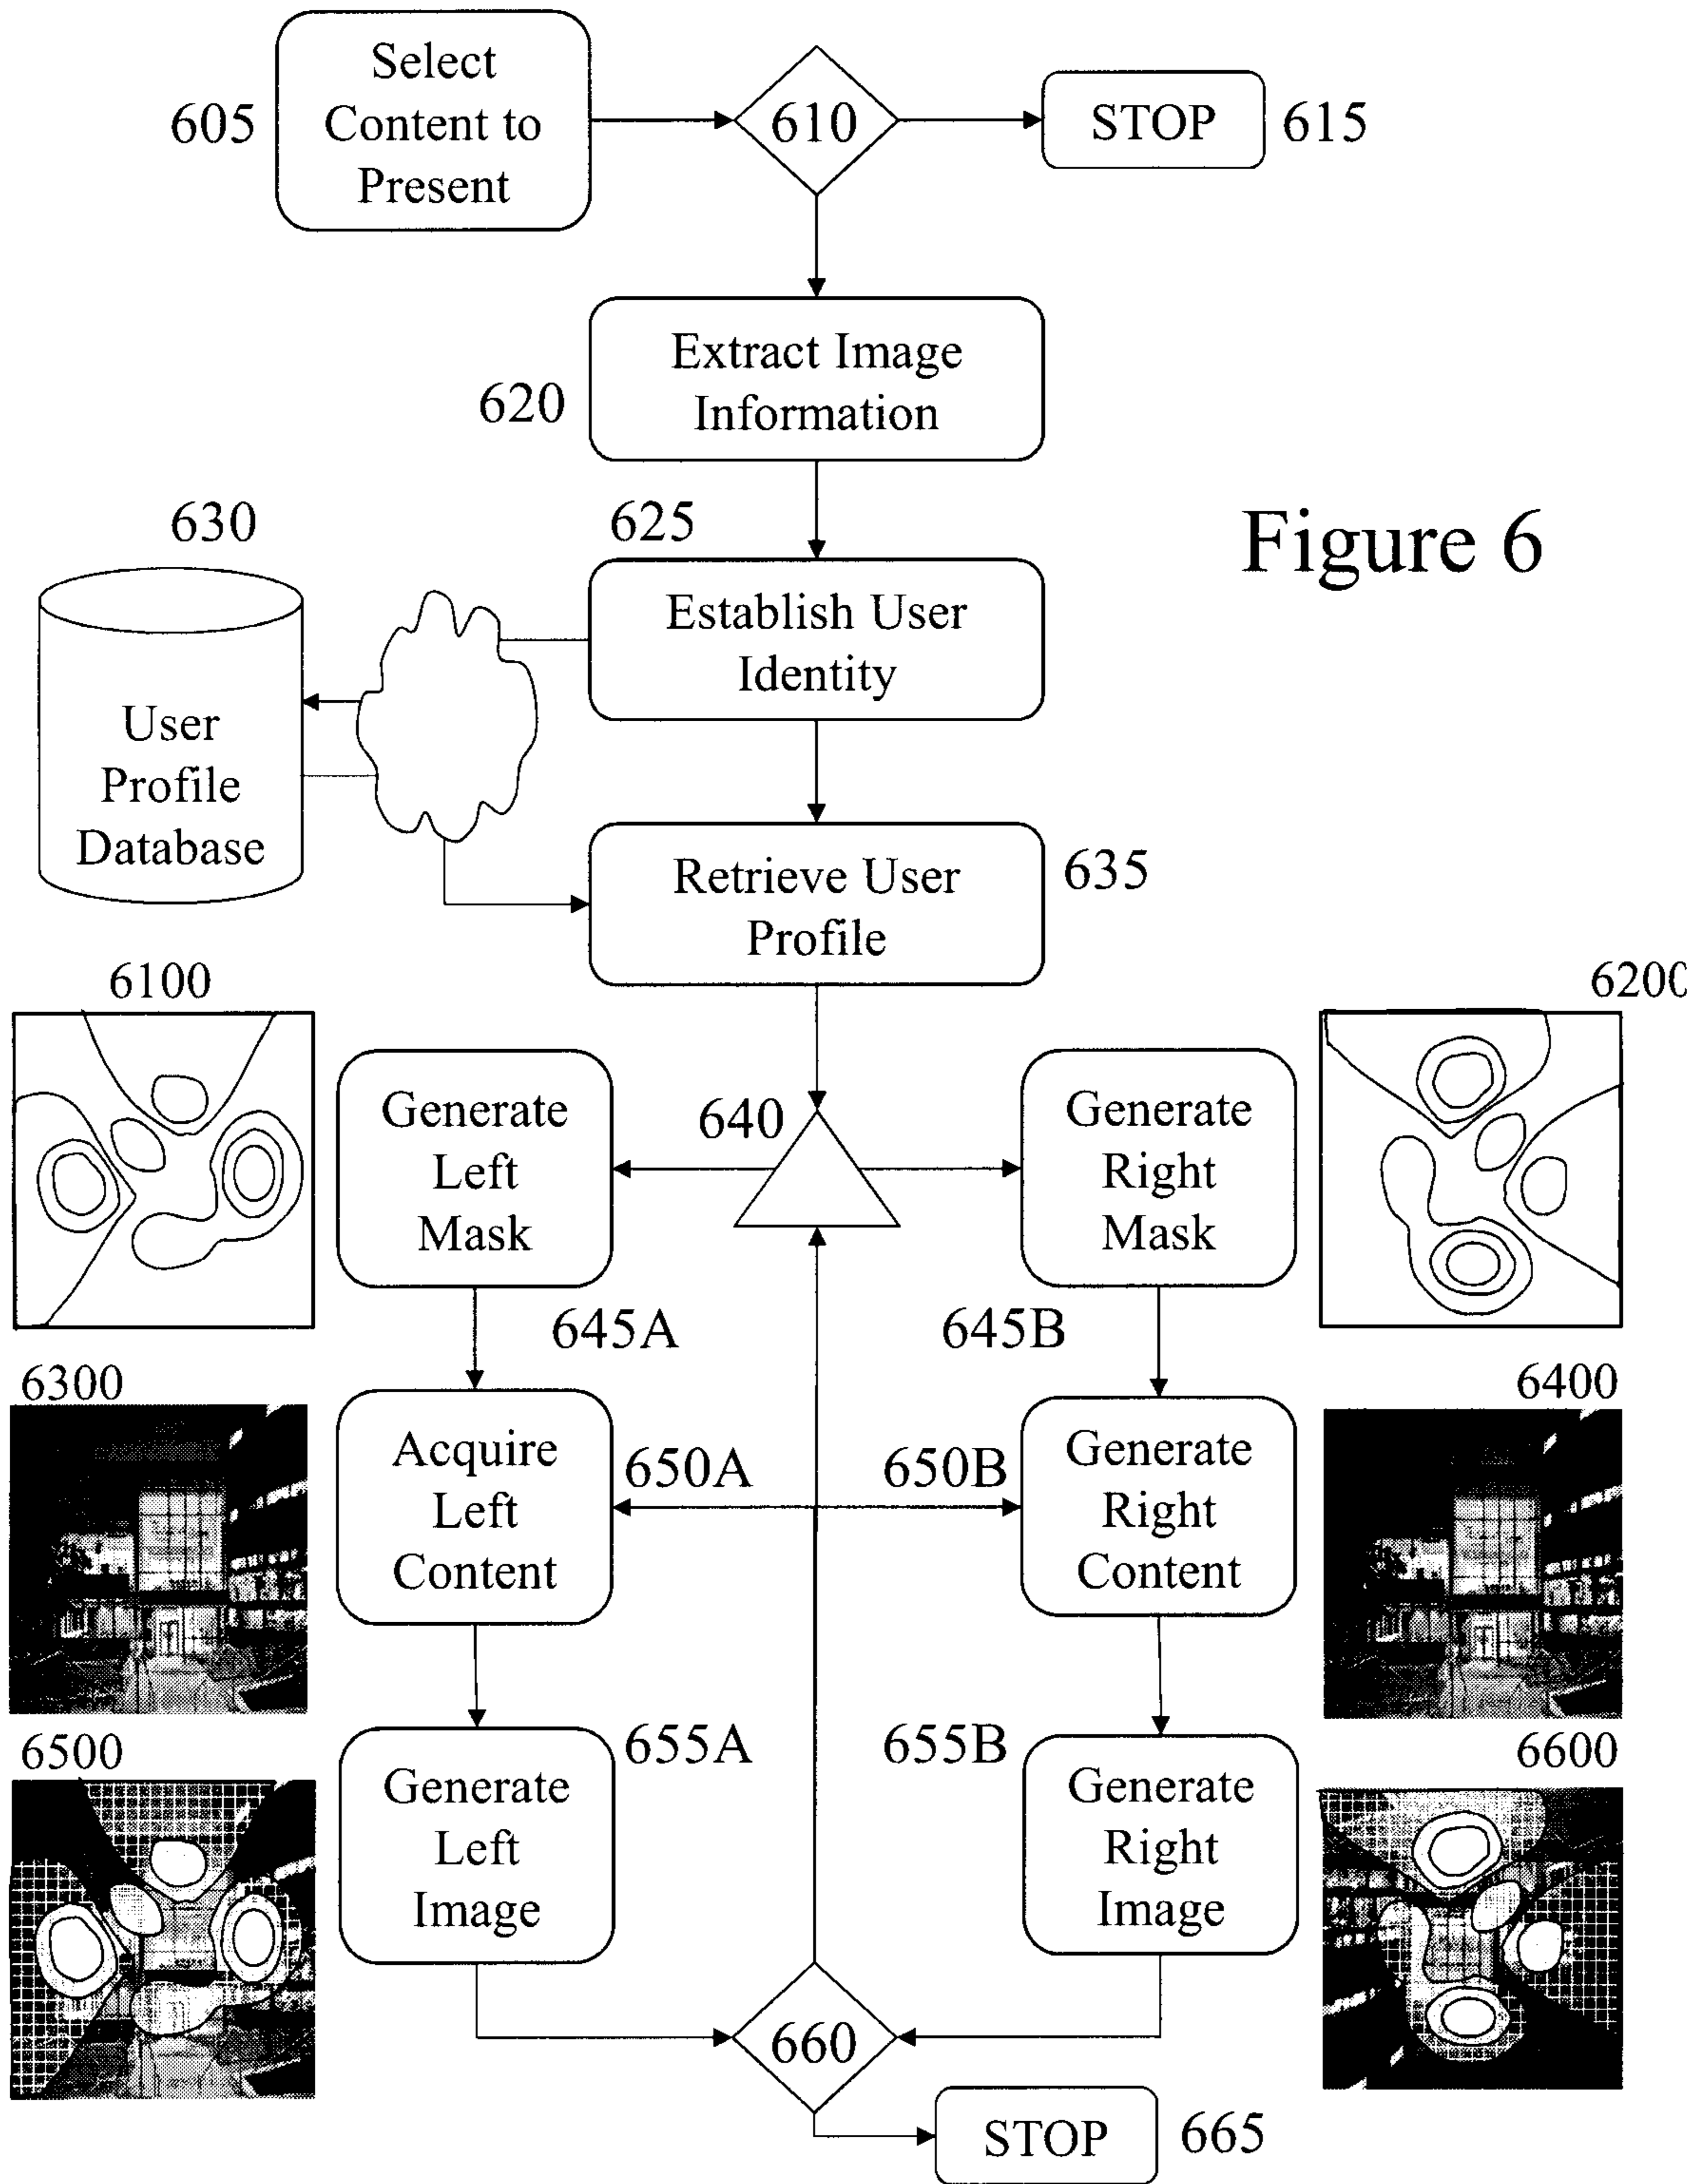 Select
Content to
Present
605
610
STOP
615
Extract Image
Information
620
Figure 6
630
625
Establish User
Identity
User
Profile
Database
Retrieve User
Profile
635
6100
6200
Generate
Left
Mask
640
Generate
Right
Mask
645A
645B
6300
6400
Acquire
Left
Content
650A
650B
Generate
Right
Content
6500
655A
655B
6600
Generate
Left
Image
Generate
Right
Image
660
STOP
665